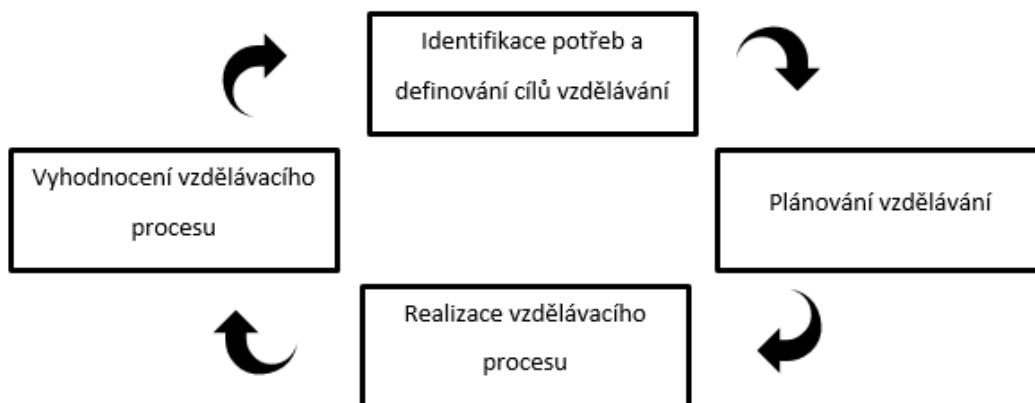 Identifikace potřeb a
definování cílů vzdělávání
Vyhodnocení vzdělávacího
procesu
Plánování vzdělávání
Realizace vzdělávacího
procesu